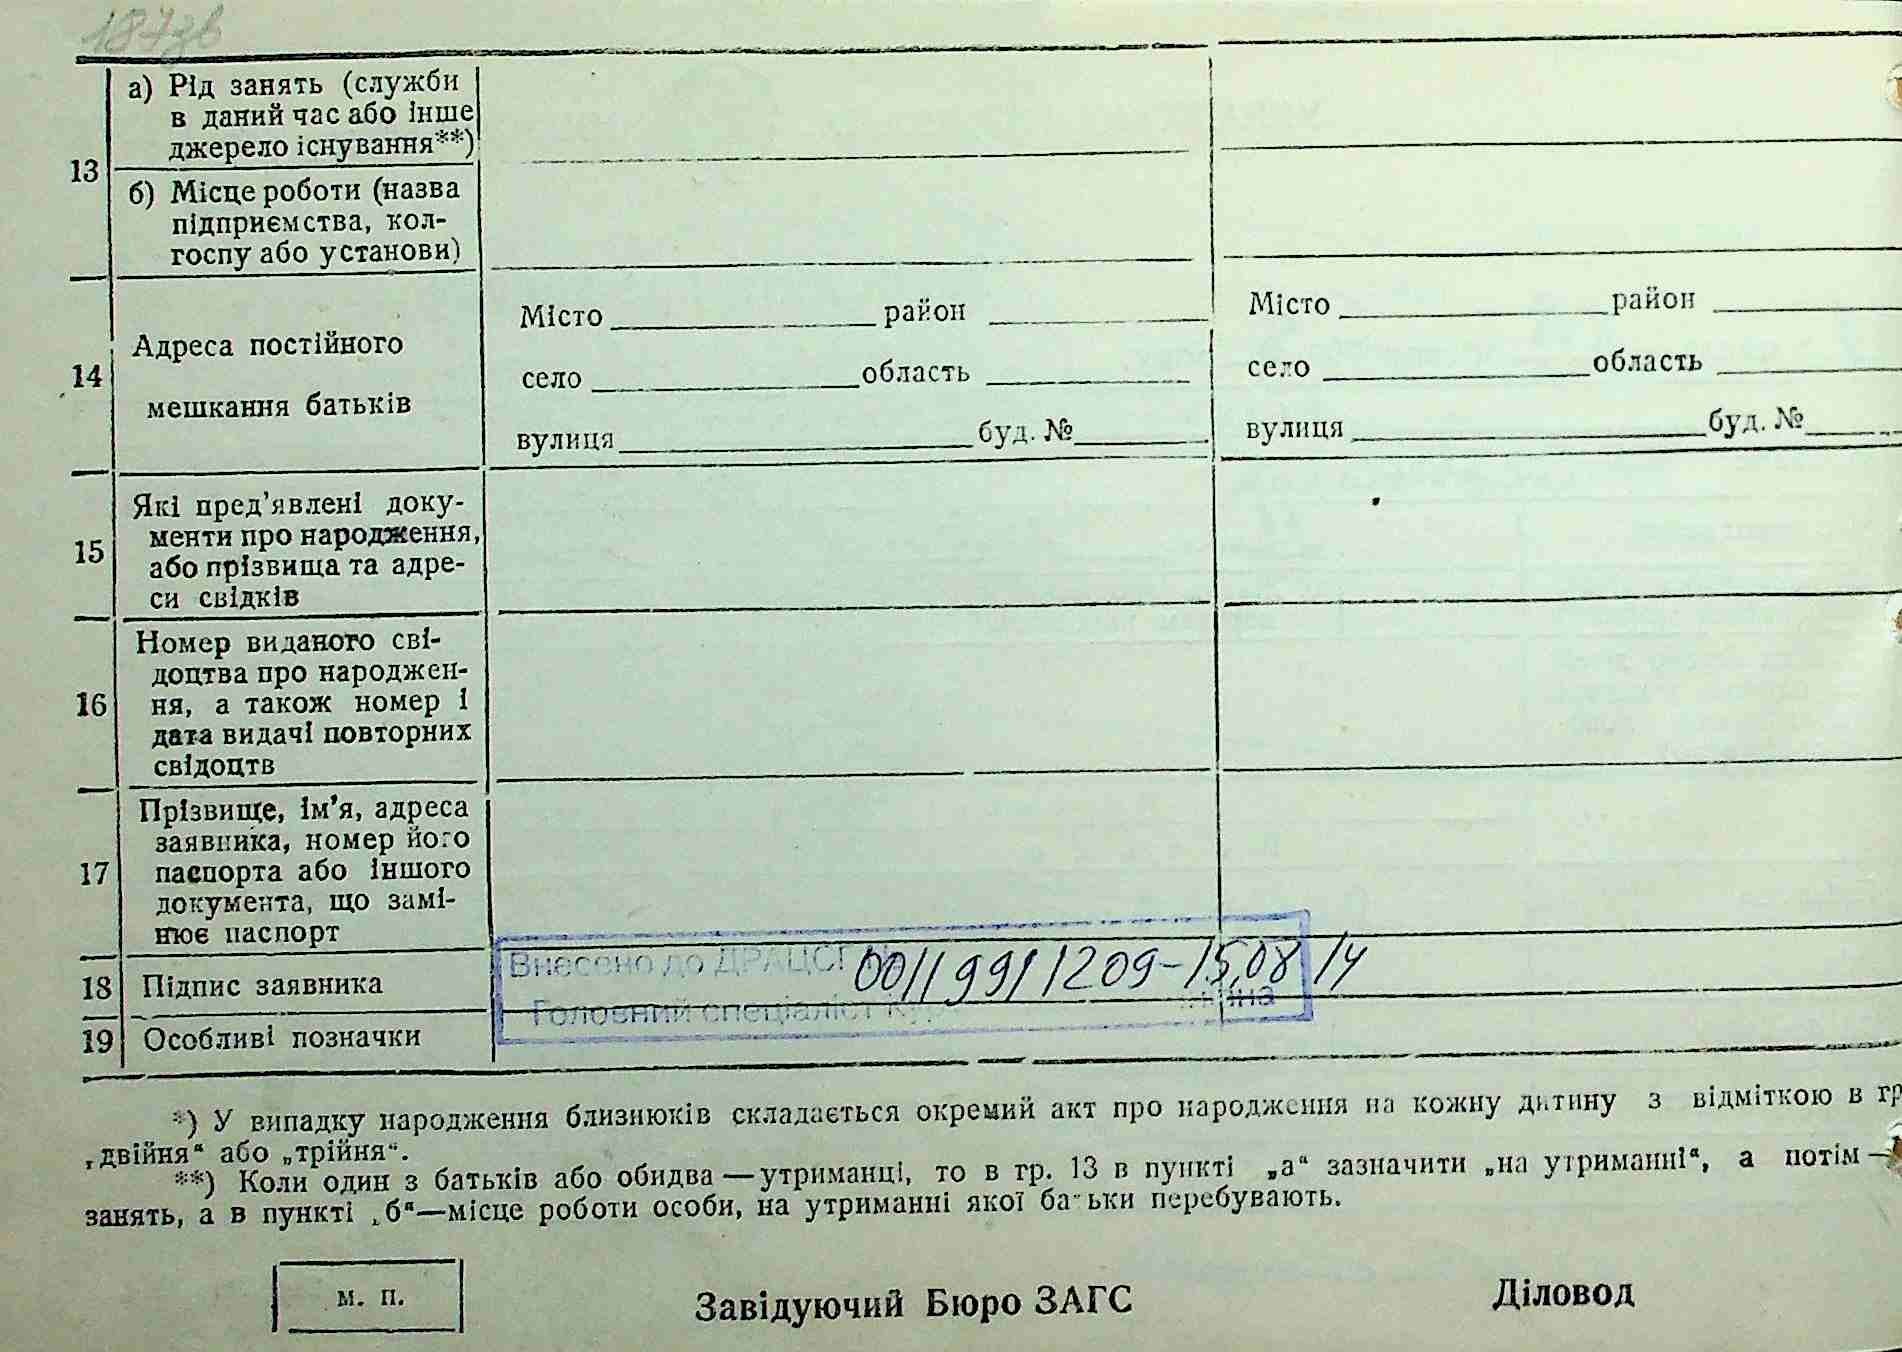 187зв
13
а) Рід занять (служби
в даний час або інше
джерело існування**)
б) Місце роботи (назва
підприємства, кол-
госпу або установи)
14
Адреса постійного
мешкання батьків
Місто район
село область
вулиця буд. №
Місто район
село область
вулиця буд. №
15
Які пред’явлені доку-
менти про народження,
або прізвища та адре-
си свідків
16
Номер виданого сві-
доцтва про народжен-
ня, а також номер і
дата видачі повторних
свідоцтв
17
Прізвище, ім’я, адреса
заявника, номер його
паспорта або іншого
документа, що замі-
нює паспорт
18 Підпис заявника
Внесено до ДРАЦСГ 00119911209-15,08 14
Головний спеціаліст
19 Особливі позначки
*) У випадку народження близнюків складається окремий акт про народження на кожну дитину з відміткою в гр
„двійня“ або „трійня“.
**) Коли один з батьків або обидва — утриманці, то в гр. 13 в пункті „а“ зазначити „на утриманні“, а потім —
занять, а в пункті „б“—місце роботи особи, на утриманні якої батьки перебувають.
м. п.
Завідуючий Бюро ЗАГС
Діловод